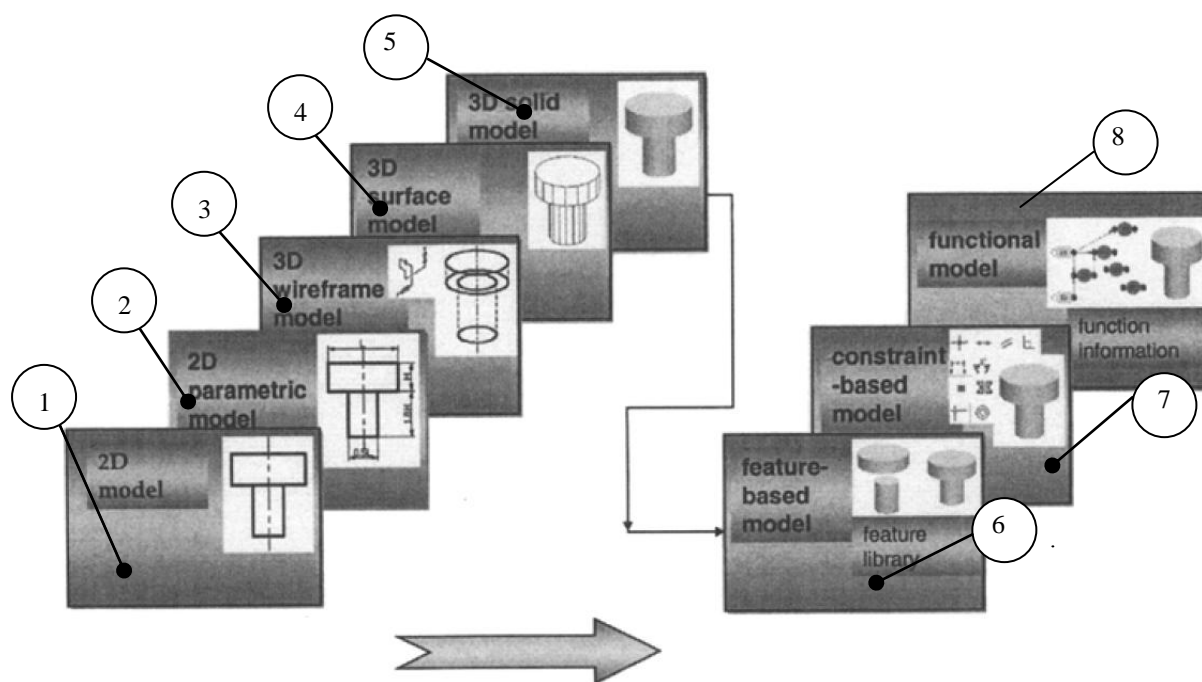 5
3D solid
model
4
3D
surface
model
8
functional
model
function
information
3
3D
wireframe
model
2
2D
parametric
model
constraint
-based
model
7
1
2D
model
feature-
based
model
feature
library
6